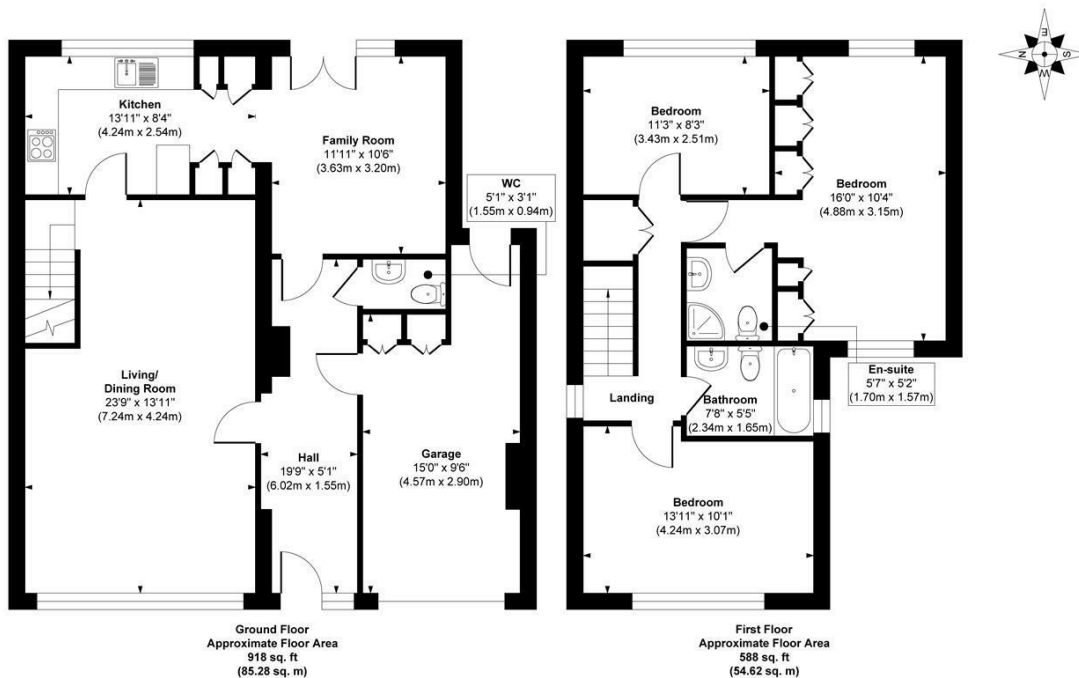 Kitchen
13'11" x 8'4"
(4.24m x 2.54m)
Family Room
11'11" x 10'6"
(3.63m x 3.20m)
WC
5'1" x 3'1"
(1.55m x 0.94m)
Living/
Dining Room
23'9" x 13'11"
(7.24m x 4.24m)
Hall
19'9" x 5'1"
(6.02m x 1.55m)
Garage
15'0" x 9'6"
(4.57m x 2.90m)
Ground Floor
Approximate Floor Area
918 sq. ft
(85.28 sq. m)
Bedroom
11'3" x 8'3"
(3.43m x 2.51m)
Bedroom
16'0" x 10'4"
(4.88m x 3.15m)
En-suite
5'7" x 5'2"
(1.70m x 1.57m)
Landing
Bathroom
7'8" x 5'5"
(2.34m x 1.65m)
Bedroom
13'11" x 10'1"
(4.24m x 3.07m)
First Floor
Approximate Floor Area
588 sq. ft
(54.62 sq. m)
E
N
S
W